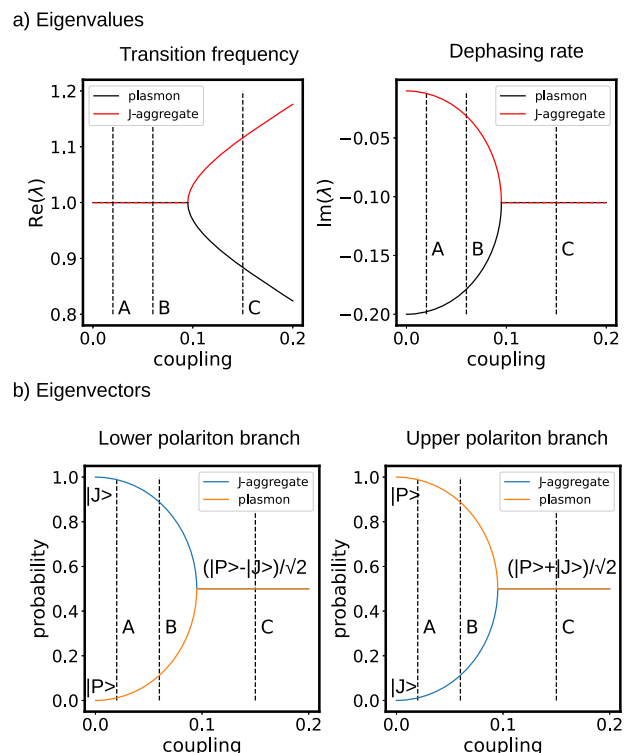 a) Eigenvalues
Transition frequency
Dephasing rate
plasmon
J-aggregate
1.2
1.1
1.0
0.9
0.8
Re(λ)
A
B
C
0.0
0.1
0.2
coupling
plasmon
J-aggregate
−0.05
−0.10
−0.15
−0.20
Im(λ)
A
B
C
0.0
0.1
0.2
coupling
b) Eigenvectors
Lower polariton branch
Upper polariton branch
J-aggregate
plasmon
1.0
0.8
0.6
0.4
0.2
0.0
probability
|J>
(|P>-|J>)/√2
A
B
C
|P>
0.0
0.1
0.2
coupling
J-aggregate
plasmon
1.0
0.8
0.6
0.4
0.2
0.0
probability
|P>
(|P>+|J>)/√2
A
B
C
|J>
0.0
0.1
0.2
coupling